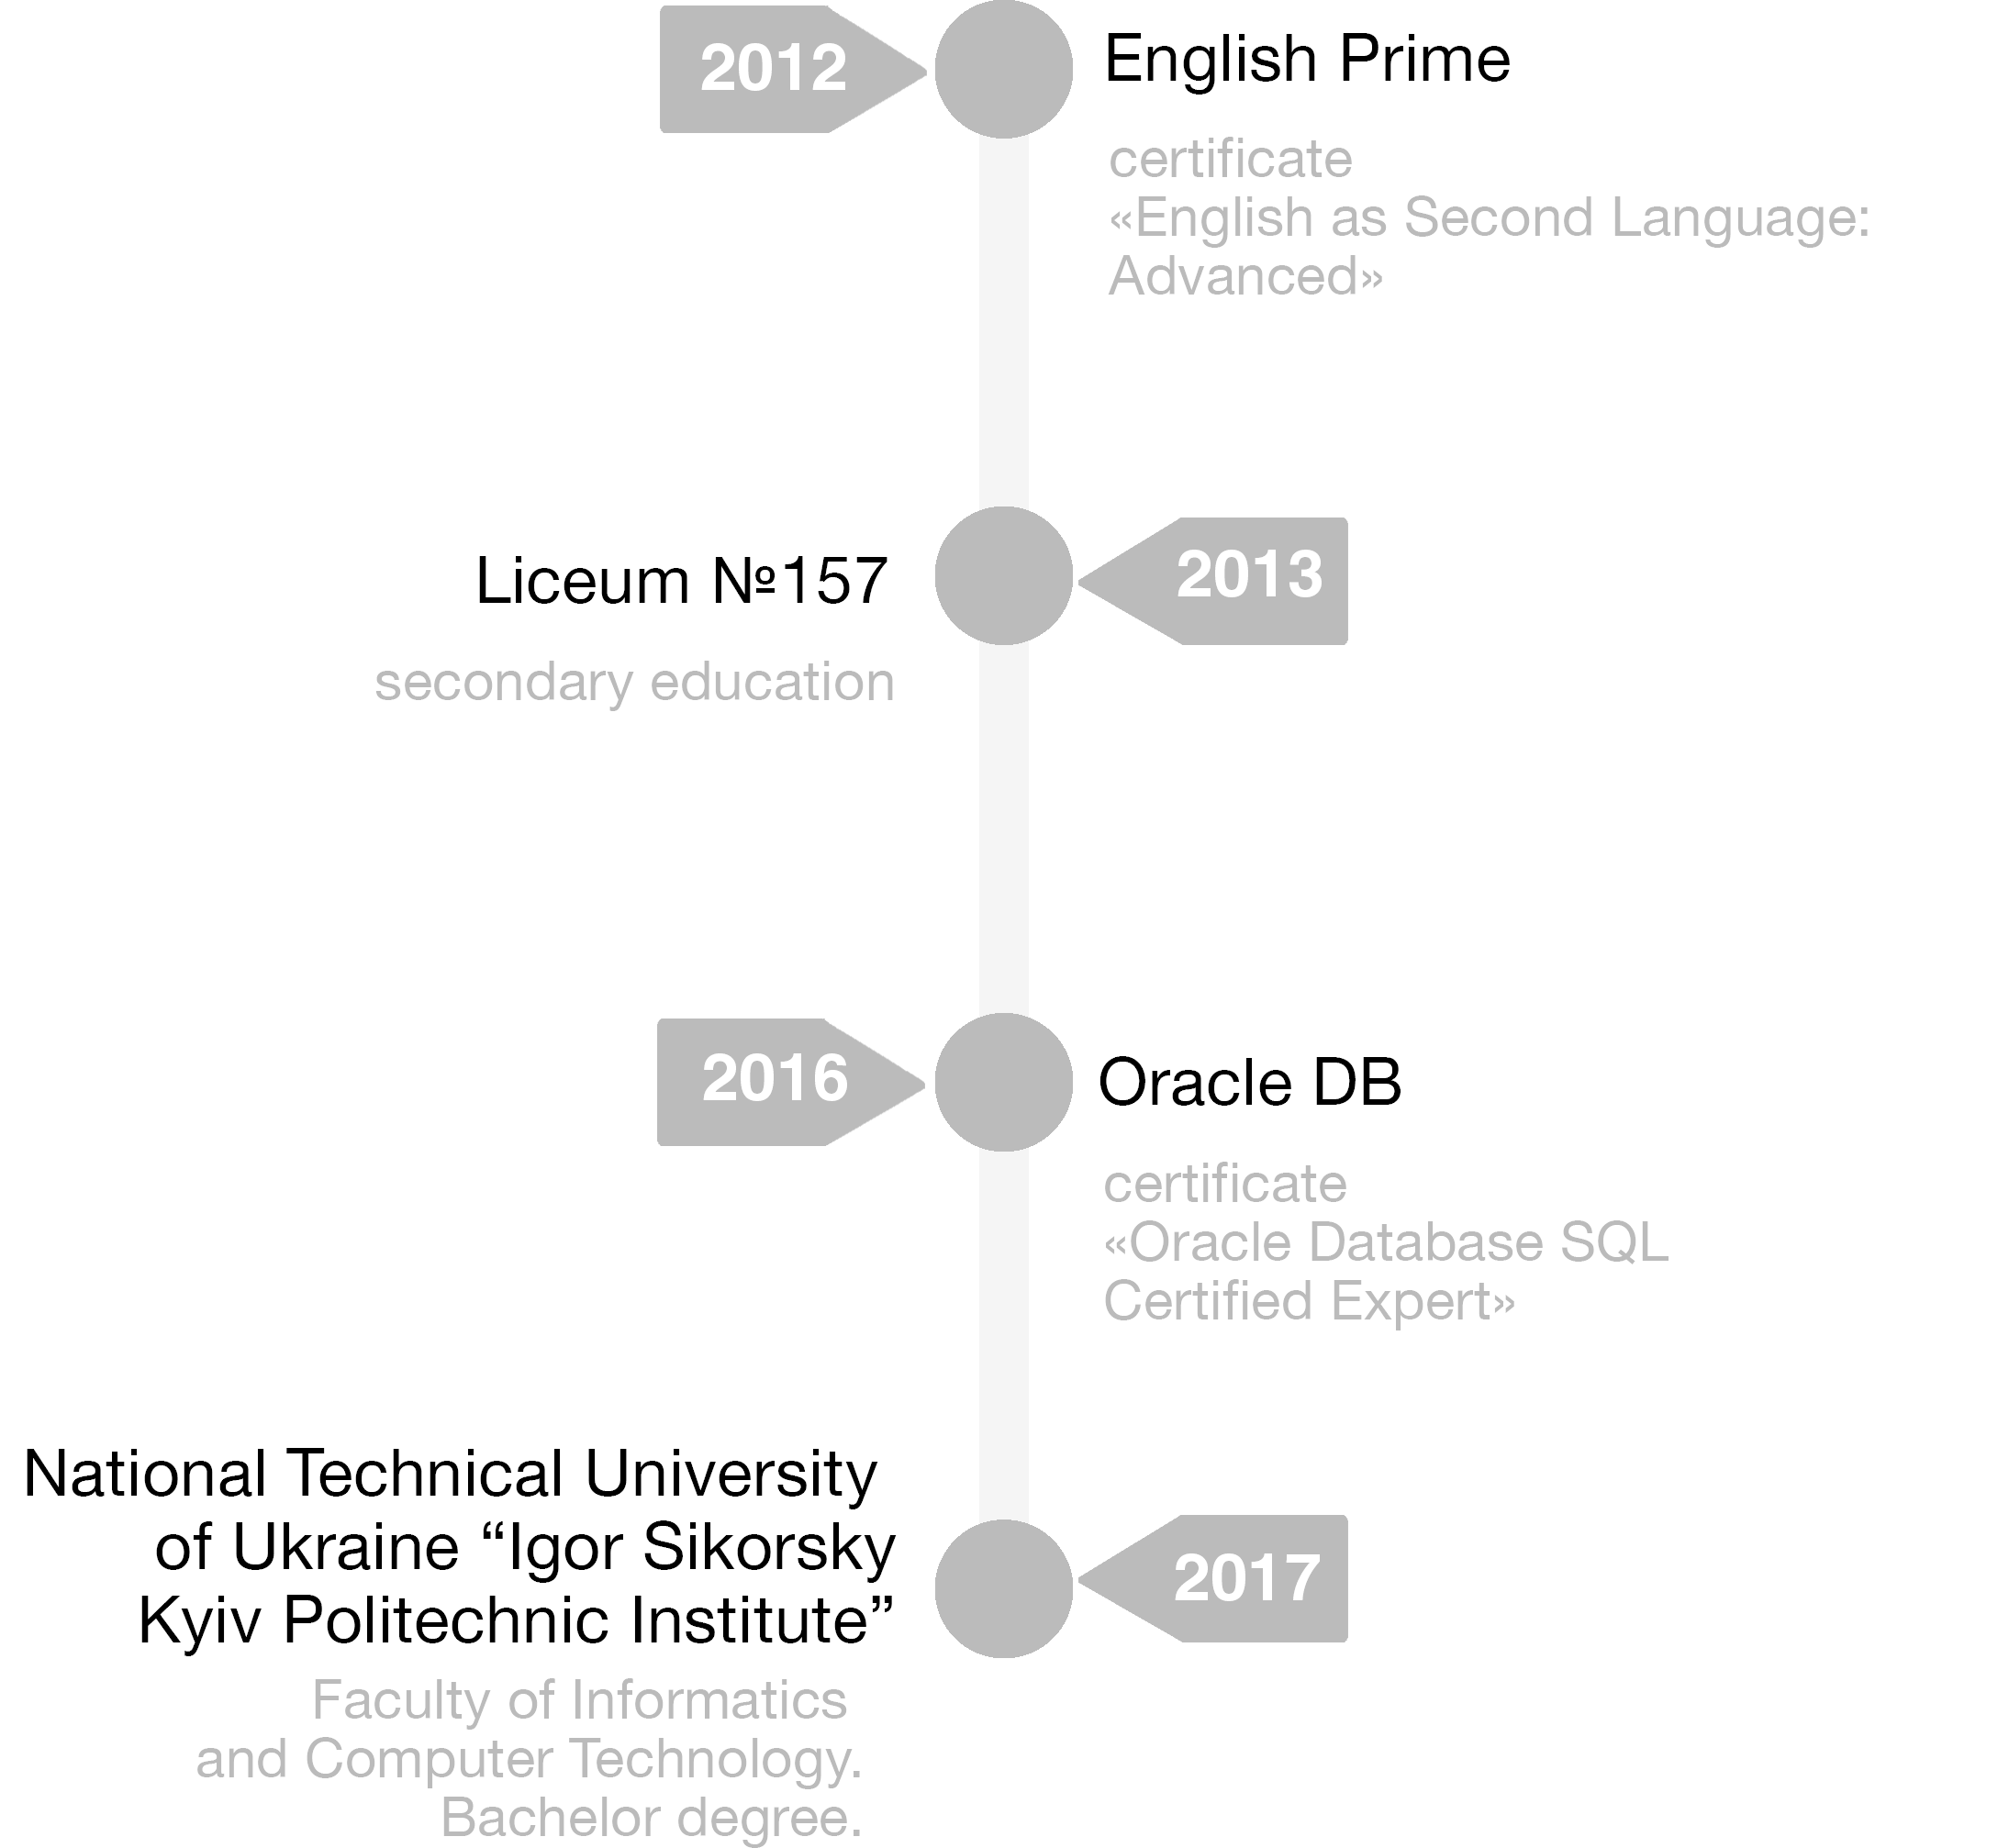 2012
English Prime
certificate
«English as Second Language:
Advanced»
Liceum №157
secondary education
2013
2016
Oracle DB
certificate
«Oracle Database SQL
Certified Expert»
National Technical University
of Ukraine “Igor Sikorsky
Kyiv Politechnic Institute”
Faculty of Informatics
and Computer Technology.
Bachelor degree.
2017